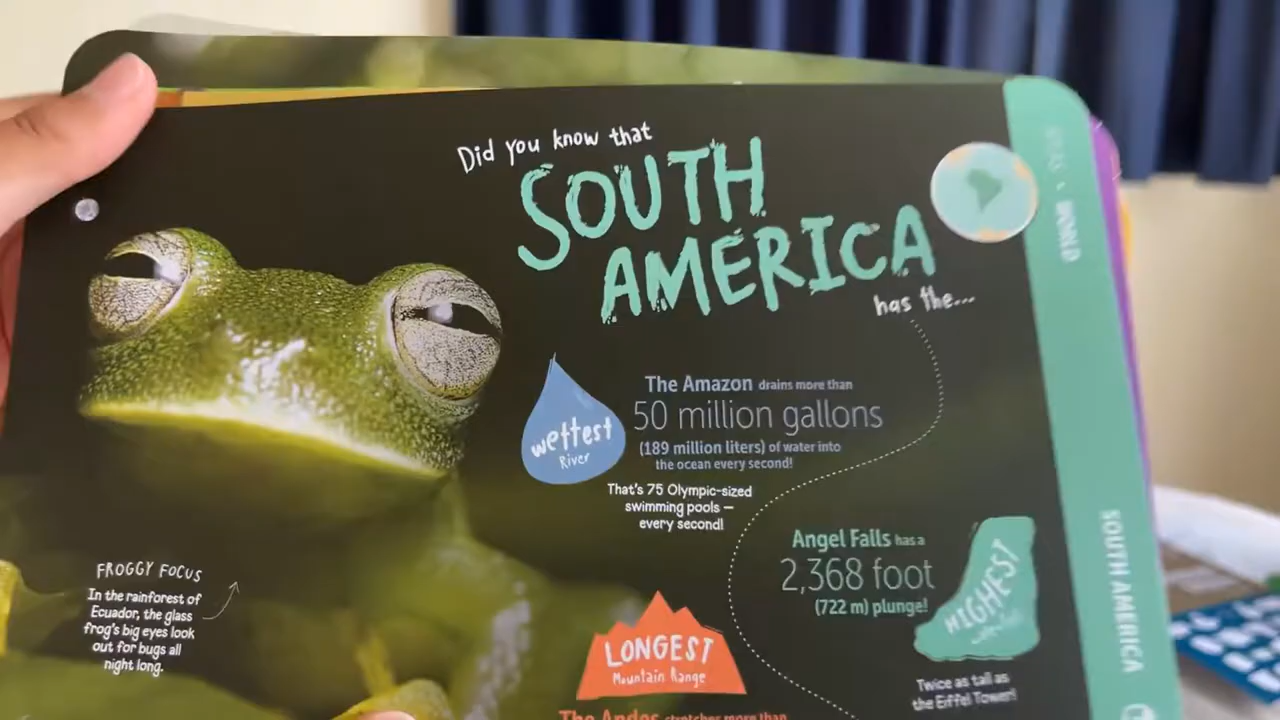 Did you know that
SOUTH
AMERICA
has the...
wettest
River
The Amazon drains more than
50 million gallons
(189 million liters) of water into
the ocean every second!
That's 75 Olympic-sized
swimming pools –
every second!
Angel Falls has a
2,368 foot
(722 m) plunge!
HIGHEST
Twice as tall as
the Eiffel Tower!
FROGGY FOCUS
In the rainforest of
Ecuador, the glass
frog's big eyes look
out for bugs all
night long.
LONGEST
Mountain Range
The Andes stretches more than
WORLD
SOUTH AMERICA